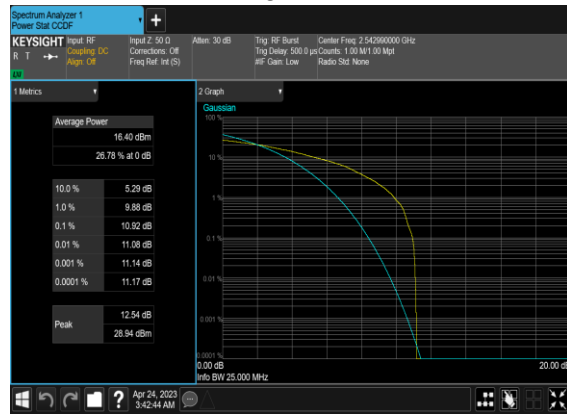 Spectrum Analyzer 1
Power Stat CCDF
+
KEYSIGHT
R T
Input: RF
Coupling: DC
Align: Off
Input Z: 50 Ω
Corrections: Off
Freq Ref: Int (S)
Atten: 30 dB
Trig: RF Burst
Trig Delay: 500.0 µs
#IF Gain: Low
Center Freq: 2.542990000 GHz
Counts: 1.00 M/1.00 Mpt
Radio Std: None
1 Metrics
Average Power
16.40 dBm
26.78 % at 0 dB
10.0 % 5.29 dB
1.0 % 9.88 dB
0.1 % 10.92 dB
0.01 % 11.08 dB
0.001 % 11.14 dB
0.0001 % 11.17 dB
Peak
12.54 dB
28.94 dBm
2 Graph
Gaussian
100 %
10 %
1 %
0.1 %
0.01 %
0.001 %
0.0001 %
0.00 dB
20.00 dB
Info BW 25.000 MHz
?
Apr 24, 2023
3:42:44 AM